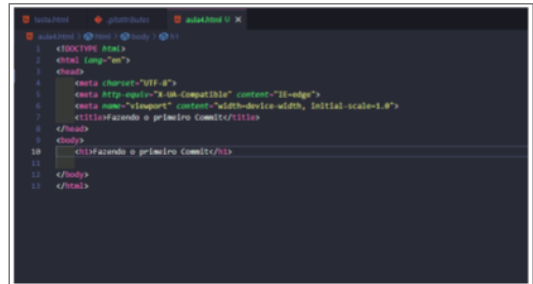 tabla.html .gitattributes aula4.html U X
aula4.html > html > body > h1
1 <!DOCTYPE html>
2 <html lang="en">
3 <head>
4 <meta charset="UTF-8">
5 <meta http-equiv="X-UA-Compatible" content="IE=edge">
6 <meta name="viewport" content="width=device-width, initial-scale=1.0">
7 <title>Fazendo o primeiro Commit</title>
8 </head>
9 <body>
10 <h1>Fazendo o primeiro Commit</h1>
11
12 </body>
13 </html>